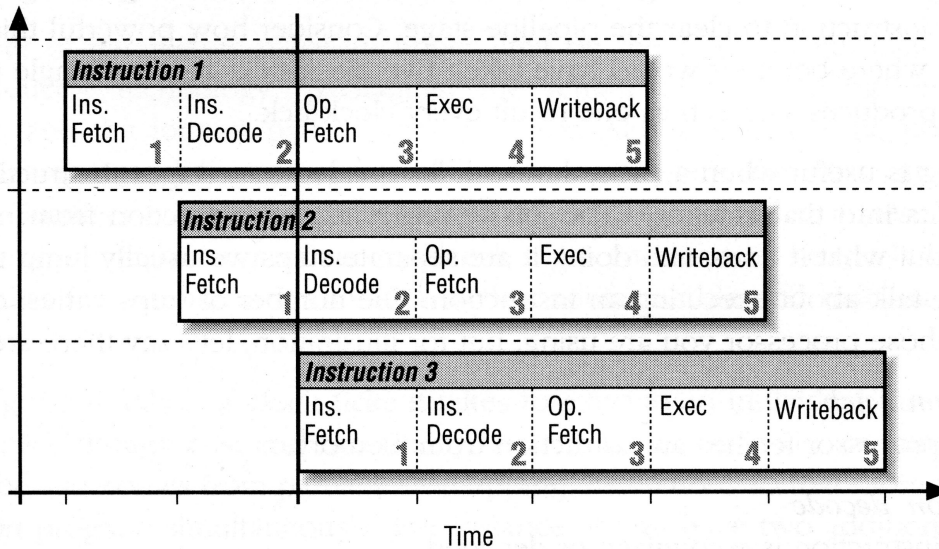 Instruction 1
Ins. Fetch 1
Ins. Decode 2
Op. Fetch 3
Exec 4
Writeback 5
Instruction 2
Ins. Fetch 1
Ins. Decode 2
Op. Fetch 3
Exec 4
Writeback 5
Instruction 3
Ins. Fetch 1
Ins. Decode 2
Op. Fetch 3
Exec 4
Writeback 5
Time